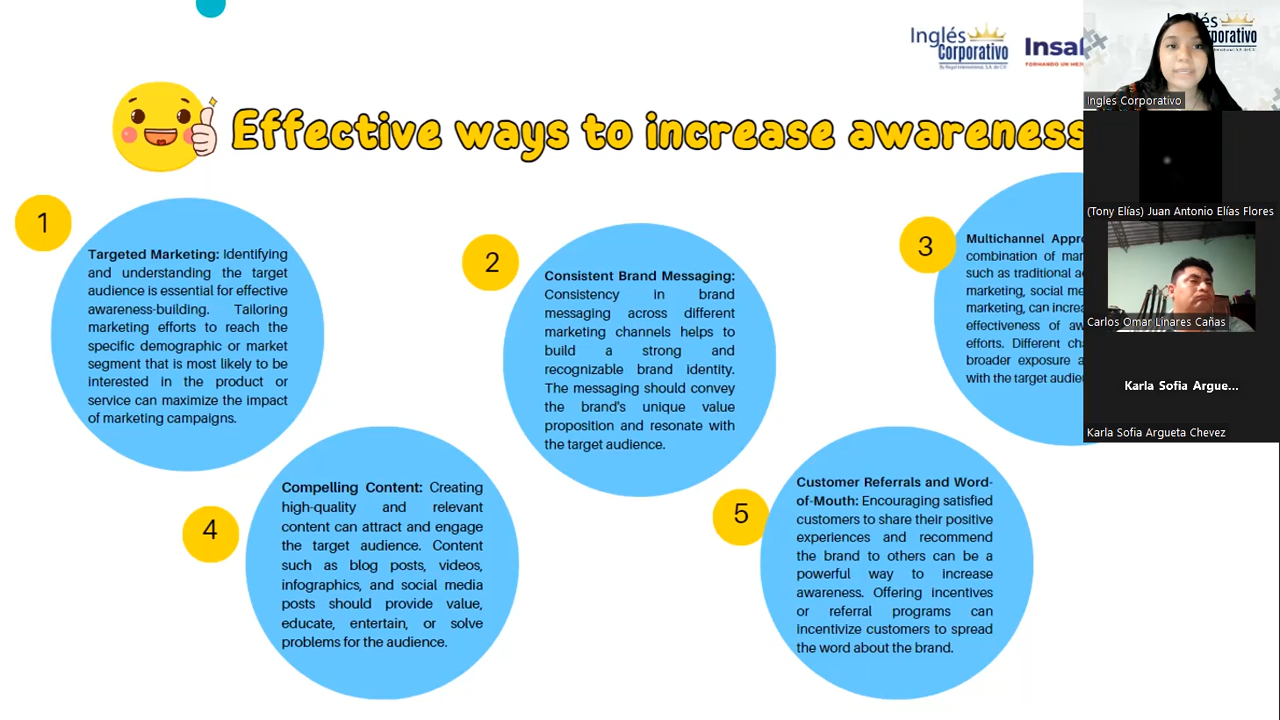 Inglés
Corporativo
By Regal International, S.A. de C.V.
Effective ways to increase awareness
1
Targeted Marketing: Identifying
and understanding the target
audience is essential for effective
awareness-building. Tailoring
marketing efforts to reach the
specific demographic or market
segment that is most likely to be
interested in the product or
service can maximize the impact
of marketing campaigns.
2
Consistent Brand Messaging:
Consistency in brand
messaging across different
marketing channels helps to
build a strong and
recognizable brand identity.
The messaging should convey
the brand's unique value
proposition and resonate with
the target audience.
3
Multichannel
combination of
such as traditional
marketing, social
marketing, can
effectiveness of
efforts. Different
broader exposure
with the target
4
Compelling Content: Creating
high-quality and relevant
content can attract and engage
the target audience. Content
such as blog posts, videos,
infographics, and social media
posts should provide value,
educate, entertain, or solve
problems for the audience.
5
Customer Referrals and Word-
of-Mouth: Encouraging satisfied
customers to share their positive
experiences and recommend
the brand to others can be a
powerful way to increase
awareness. Offering incentives
or referral programs can
incentivize customers to spread
the word about the brand.
Ingles Corporativo
(Tony Elías) Juan Antonio Elías Flores
Carlos Omar Linares Cañas
Karla Sofia Argue...
Karla Sofía Argueta Chevez